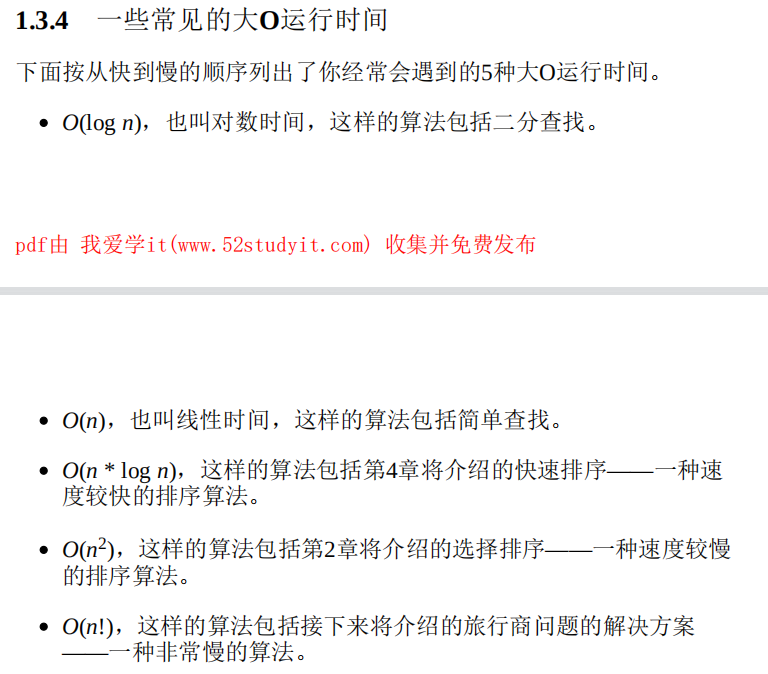 1.3.4 一些常见的大O运行时间
下面按从快到慢的顺序列出了你经常会遇到的5种大O运行时间。
• O(log n)，也叫对数时间，这样的算法包括二分查找。
pdf由 我爱学it(www.52studyit.com) 收集并免费发布
• O(n)，也叫线性时间，这样的算法包括简单查找。
• O(n * log n)，这样的算法包括第4章将介绍的快速排序——一种速
度较快的排序算法。
• O(n²)，这样的算法包括第2章将介绍的选择排序——一种速度较慢
的排序算法。
• O(n!)，这样的算法包括接下来将介绍的旅行商问题的解决方案
——一种非常慢的算法。